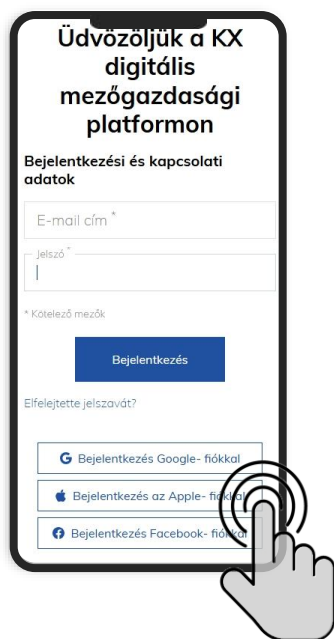 Üdvözöljük a KX
digitális
mezőgazdasági
platformon
Bejelentkezési és kapcsolati
adatok
E-mail cím *
Jelszó *
* Kötelező mezők
Bejelentkezés
Elfelejtette jelszavát?
Bejelentkezés Google- fiókkal
Bejelentkezés az Apple- fiókkal
Bejelentkezés Facebook- fiókkal